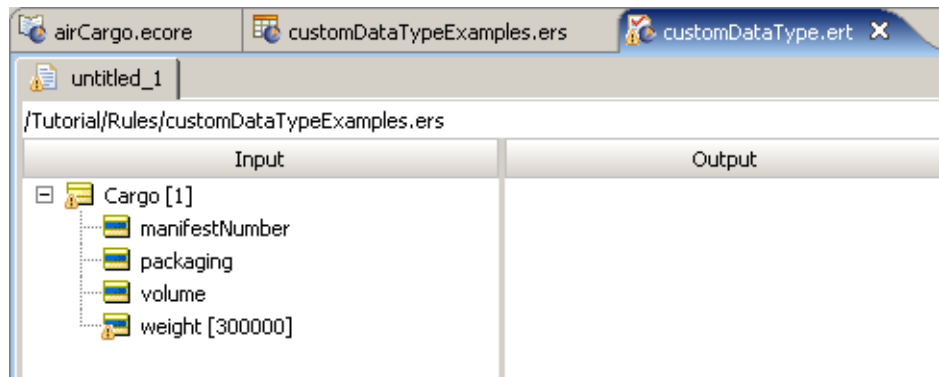 airCargo.ecore customDataTypeExamples.ers customDataType.ert
untitled_1
/Tutorial/Rules/customDataTypeExamples.ers
Input Output
Cargo [1]
manifestNumber
packaging
volume
weight [300000]